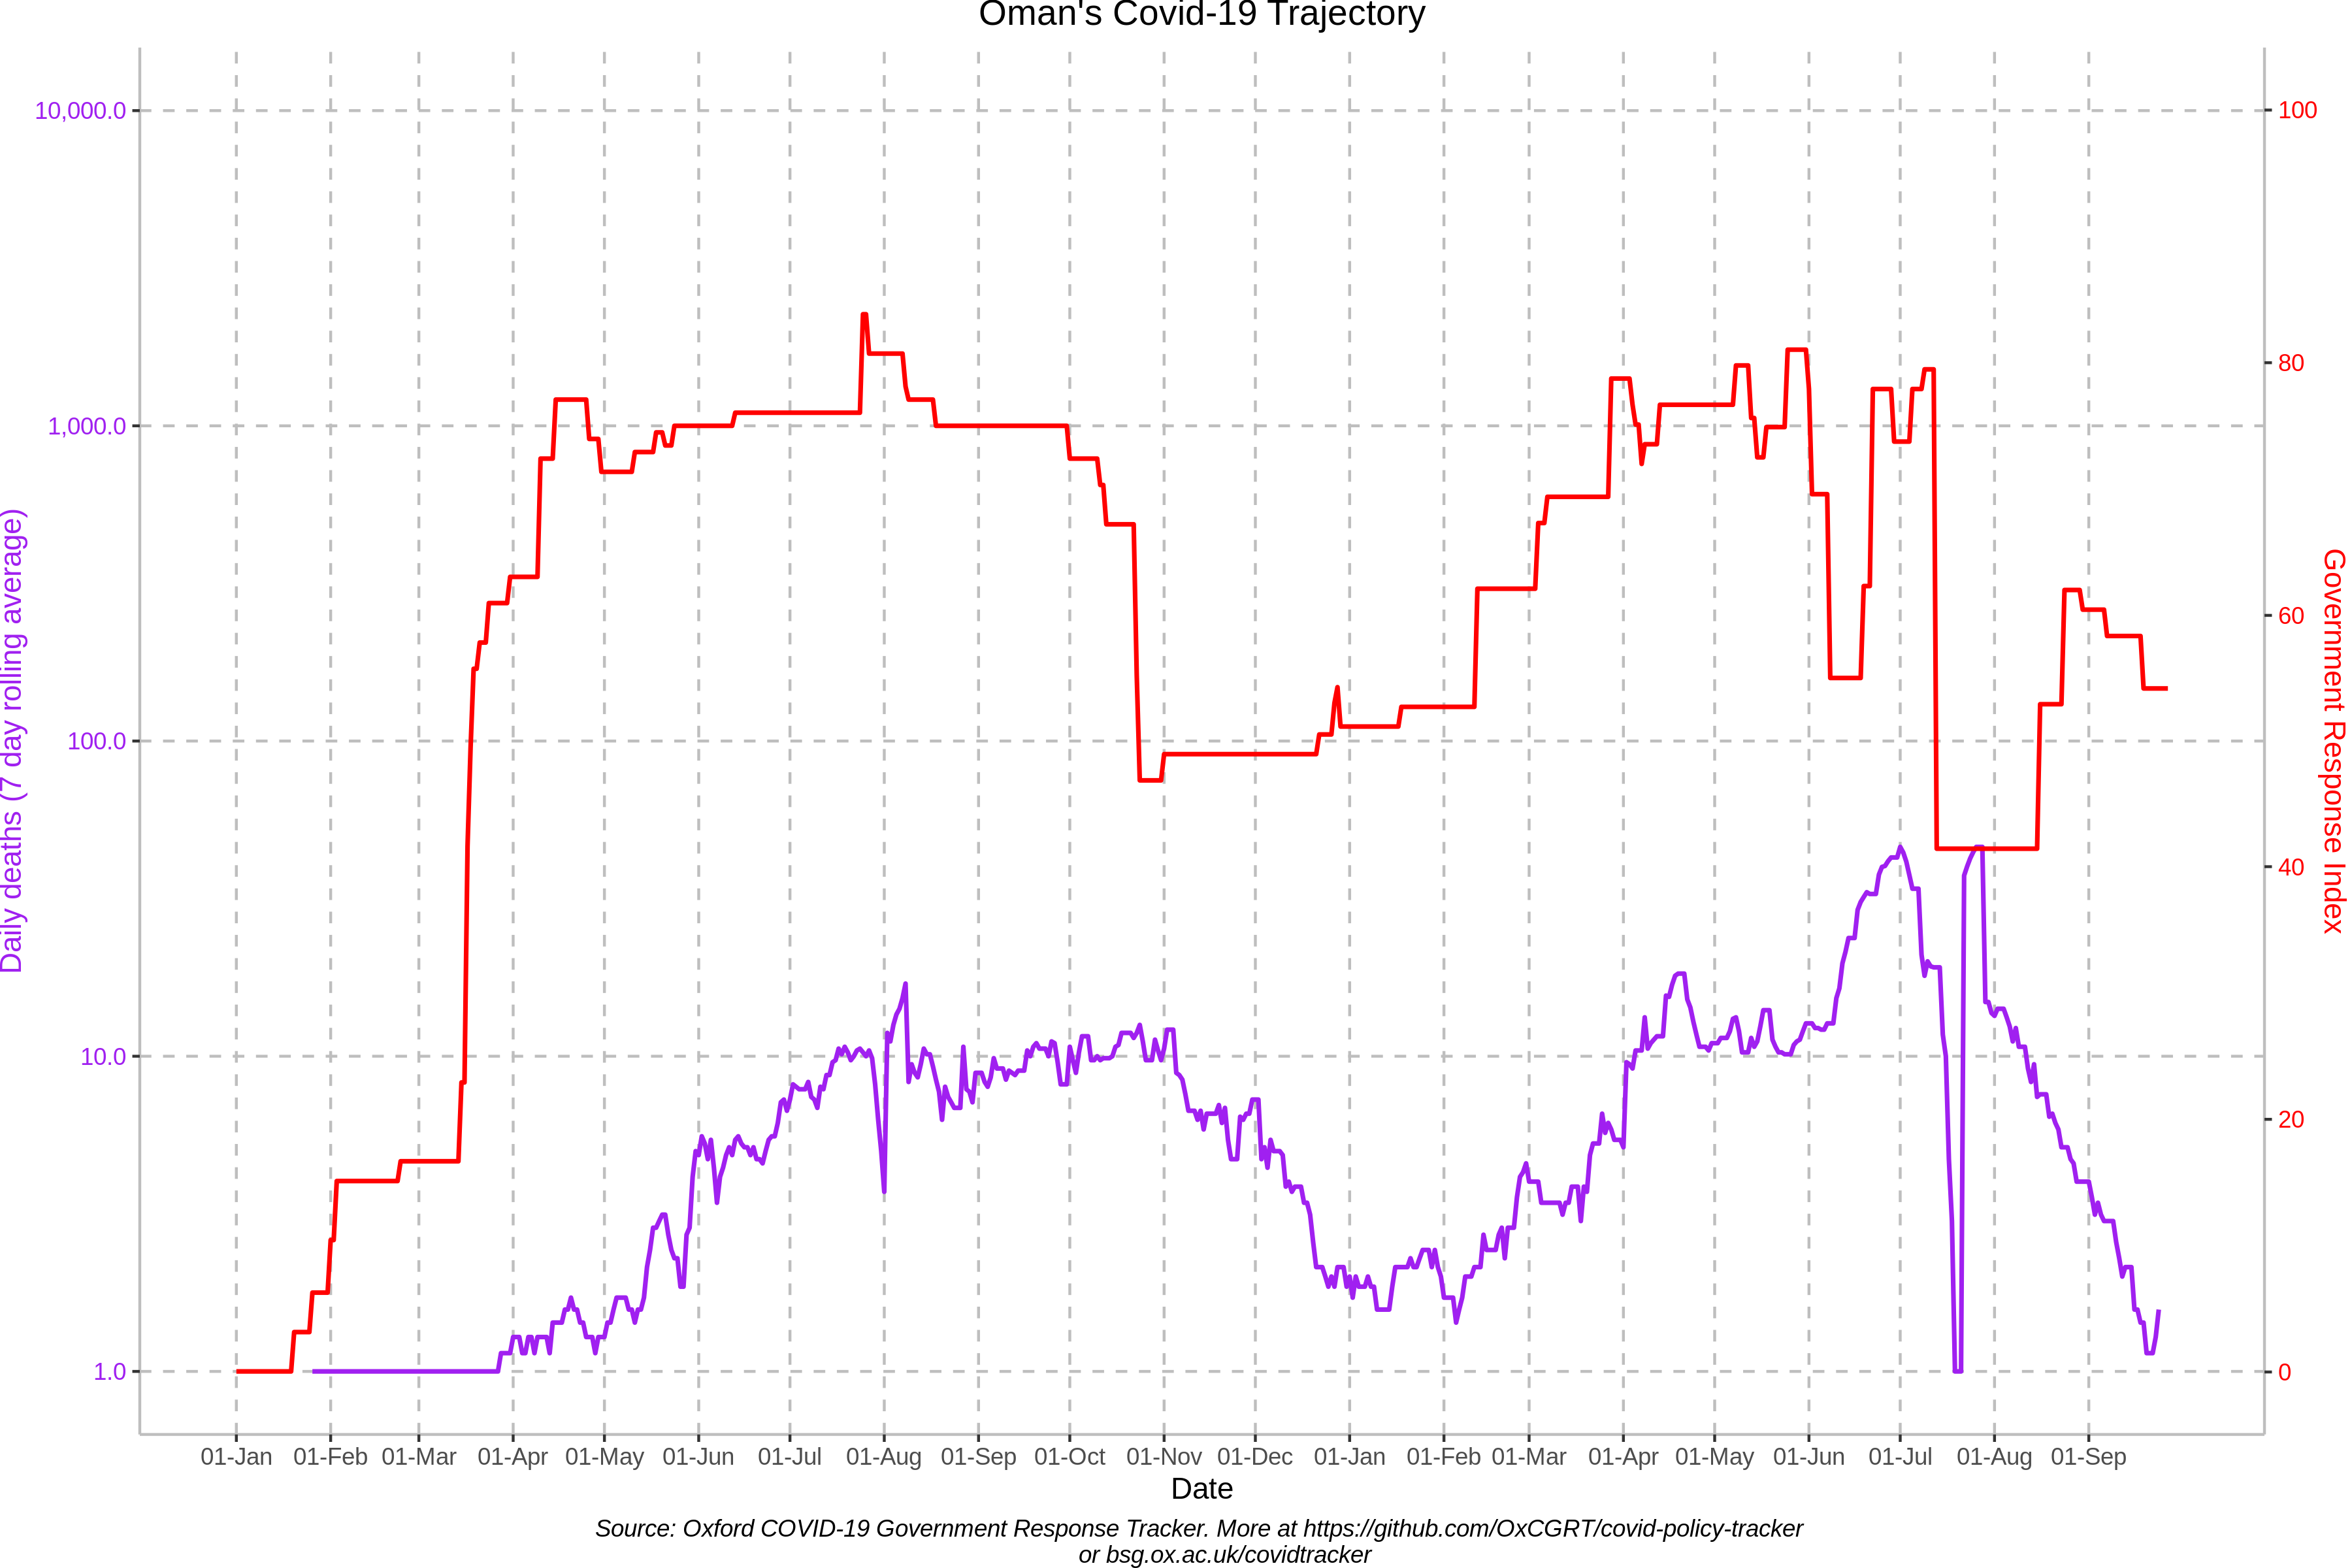 Oman's Covid-19 Trajectory
Daily deaths (7 day rolling average)
10,000.0
1,000.0
100.0
10.0
1.0
100
80
60
40
20
0
Government Response Index
01-Jan 01-Feb 01-Mar 01-Apr 01-May 01-Jun 01-Jul 01-Aug 01-Sep 01-Oct 01-Nov 01-Dec 01-Jan 01-Feb 01-Mar 01-Apr 01-May 01-Jun 01-Jul 01-Aug 01-Sep
Date
Source: Oxford COVID-19 Government Response Tracker. More at https://github.com/OxCGRT/covid-policy-tracker
or bsg.ox.ac.uk/covidtracker